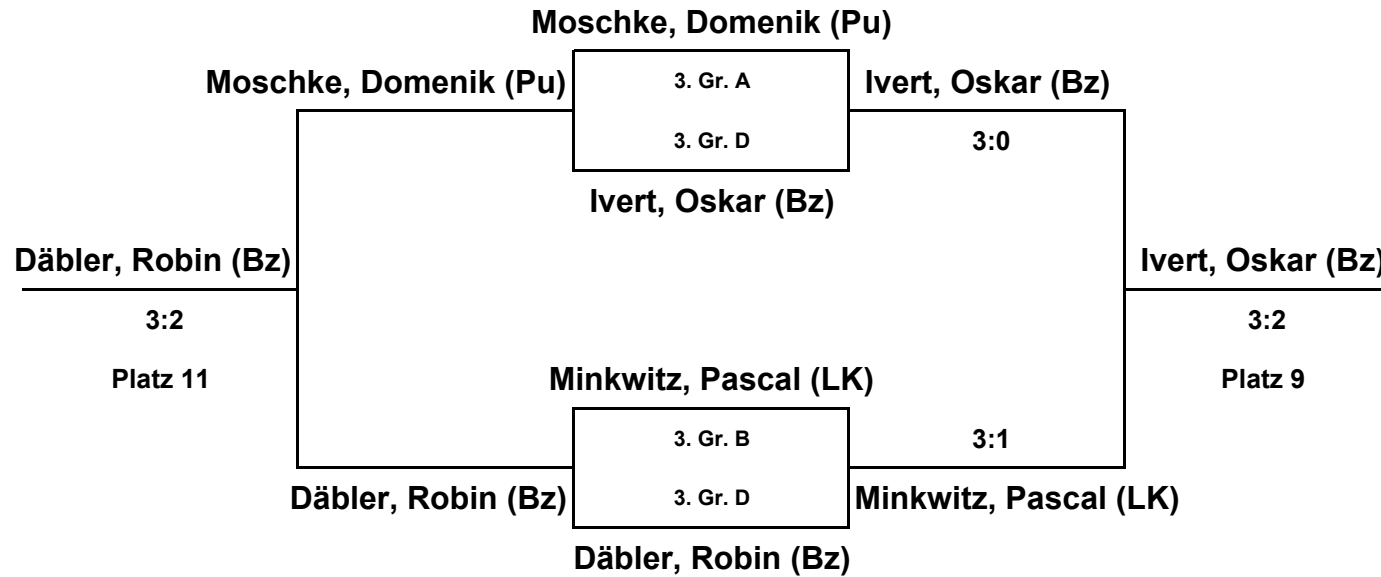 Moschke, Domenik (Pu)
Moschke, Domenik (Pu)
3. Gr. A
Ivert, Oskar (Bz)
3. Gr. D
3:0
Ivert, Oskar (Bz)
Däbler, Robin (Bz)
Ivert, Oskar (Bz)
3:2
3:2
Platz 11
Minkwitz, Pascal (LK)
Platz 9
3. Gr. B
3:1
Däbler, Robin (Bz)
3. Gr. D
Minkwitz, Pascal (LK)
Däbler, Robin (Bz)